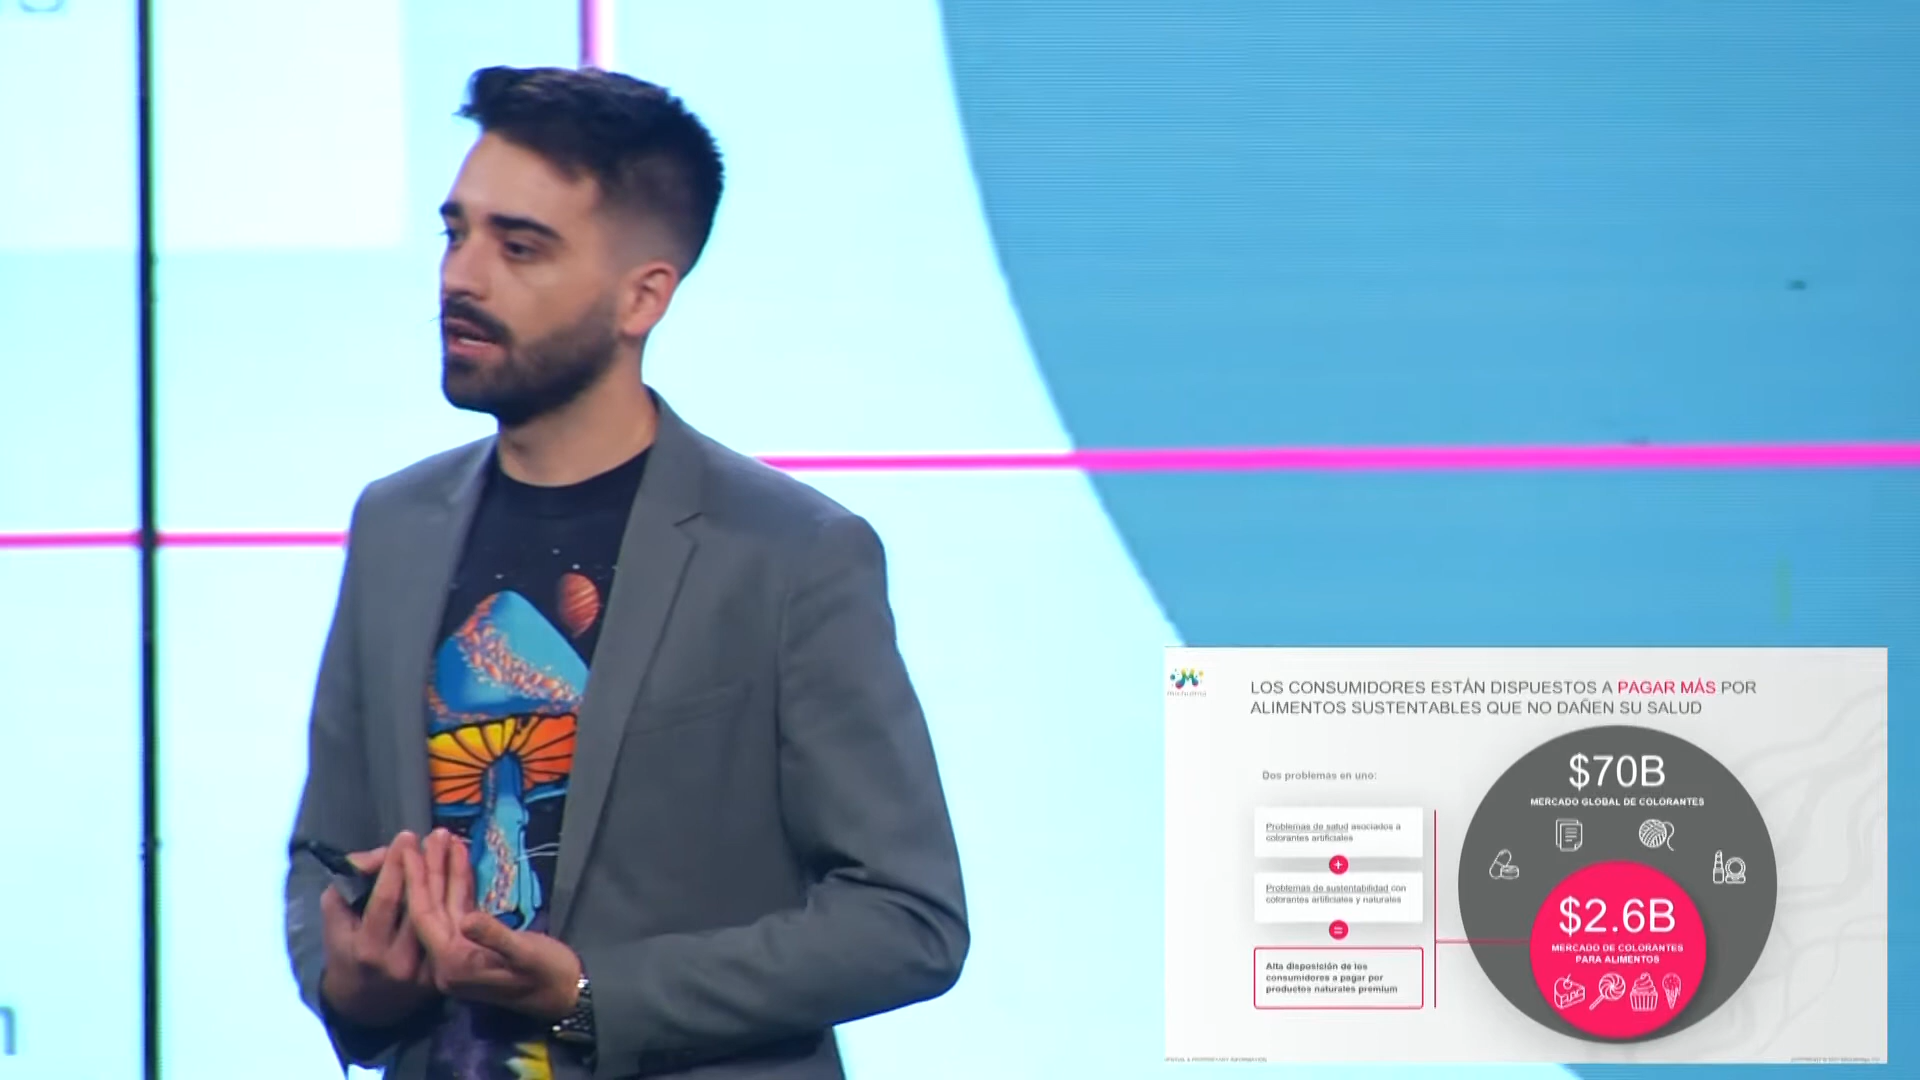 LOS CONSUMIDORES ESTÁN DISPUESTOS A PAGAR MÁS POR
ALIMENTOS SUSTENTABLES QUE NO DAÑEN SU SALUD
Dos problemas en uno:
Problemas de salud asociados a
colorantes artificiales
+
Problemas de sustentabilidad con
colorantes artificiales y naturales
=
Alta disposición de los
consumidores a pagar por
productos naturales premium
$70B
MERCADO GLOBAL DE COLORANTES
$2.6B
MERCADO DE COLORANTES
PARA ALIMENTOS